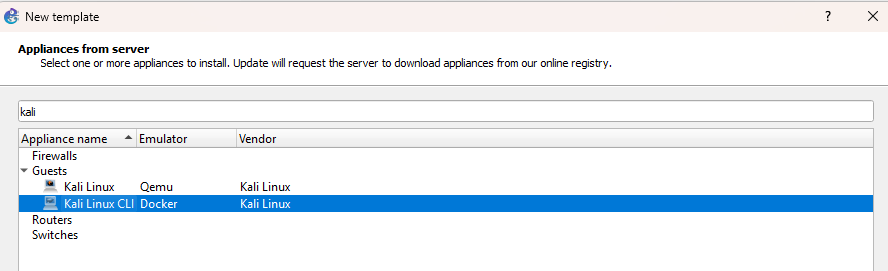 New template ? ×
Appliances from server
Select one or more appliances to install. Update will request the server to download appliances from our online registry.
kali
Appliance name Emulator Vendor
Firewalls
Guests
Kali Linux Qemu Kali Linux
Kali Linux CLI Docker Kali Linux
Routers
Switches